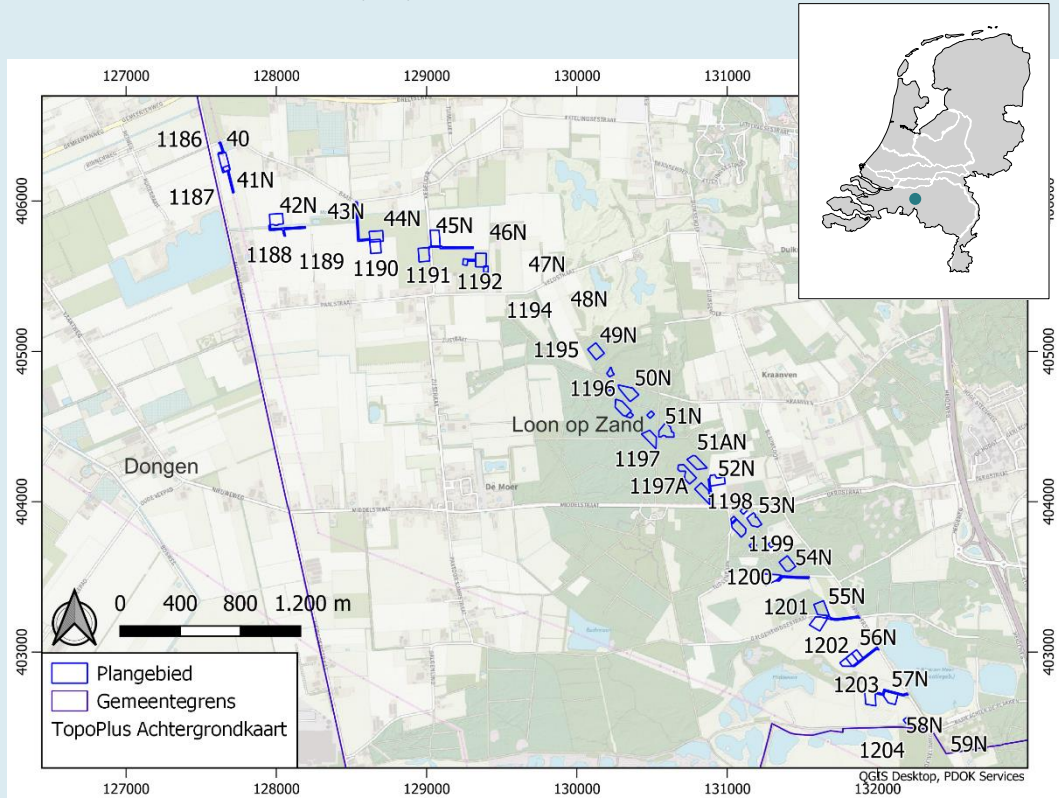 127000 128000 129000 130000 131000
1186 40
1187 41N
406000
42N 43N 44N 45N 46N
1188 1189 1190 1191 1192
47N
1194 48N
1195 49N
405000 405000
1196 50N
Kraanven
Loon op Zand 51N
1197 51AN
Dongen
1197A 52N
De Moer
1198 53N
404000 404000
MIDDELSTRAAT MIDDELSTRAAT
1199 54N
1200
0 400 800 1.200 m
1201 55N
1202 56N
403000 403000
Plangebied
1203 57N
Gemeentegrens
58N
TopoPlus Achtergrondkaart
1204 59N
QGIS Desktop, PDOK Services
127000 128000 129000 130000 131000 132000